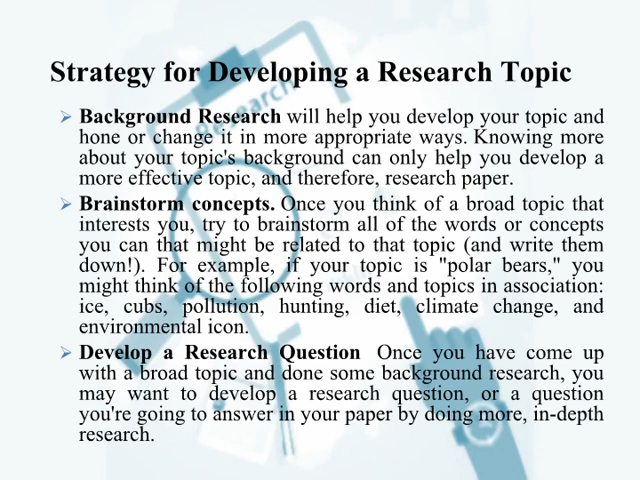 Strategy for Developing a Research Topic
Research
Background Research will help you develop your topic and
hone or change it in more appropriate ways. Knowing more
about your topic's background can only help you develop a
more effective topic, and therefore, research paper.
Brainstorm concepts. Once you think of a broad topic that
interests you, try to brainstorm all of the words or concepts
you can that might be related to that topic (and write them
down!). For example, if your topic is "polar bears," you
might think of the following words and topics in association:
ice, cubs, pollution, hunting, diet, climate change, and
environmental icon.
Develop a Research Question Once you have come up
with a broad topic and done some background research, you
may want to develop a research question, or a question
you're going to answer in your paper by doing more, in-depth
research.